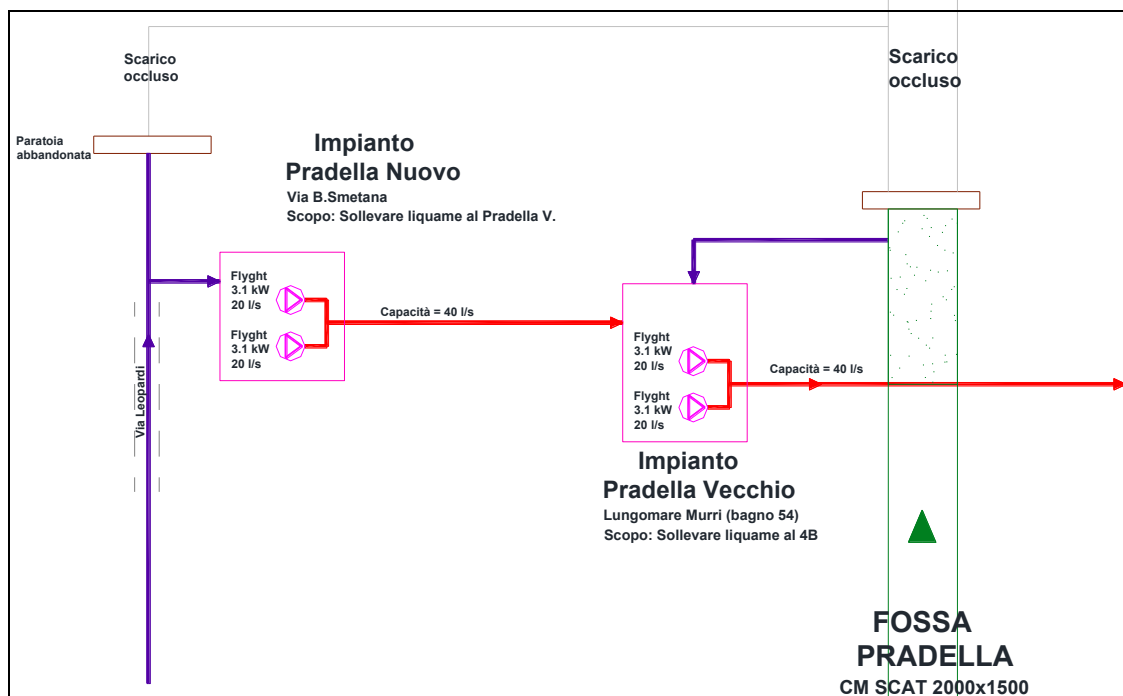 Scarico
occluso
Scarico
occluso
Paratoia
abbandonata
Impianto
Pradella Nuovo
Via B.Smetana
Scopo: Sollevare liquame al Pradella V.
Flyght
3.1 kW
20 l/s
Flyght
3.1 kW
20 l/s
Capacità = 40 l/s
Via Leopardi
Flyght
3.1 kW
20 l/s
Flyght
3.1 kW
20 l/s
Capacità = 40 l/s
Impianto
Pradella Vecchio
Lungomare Murri (bagno 54)
Scopo: Sollevare liquame al 4B
FOSSA
PRADELLA
CM SCAT 2000x1500